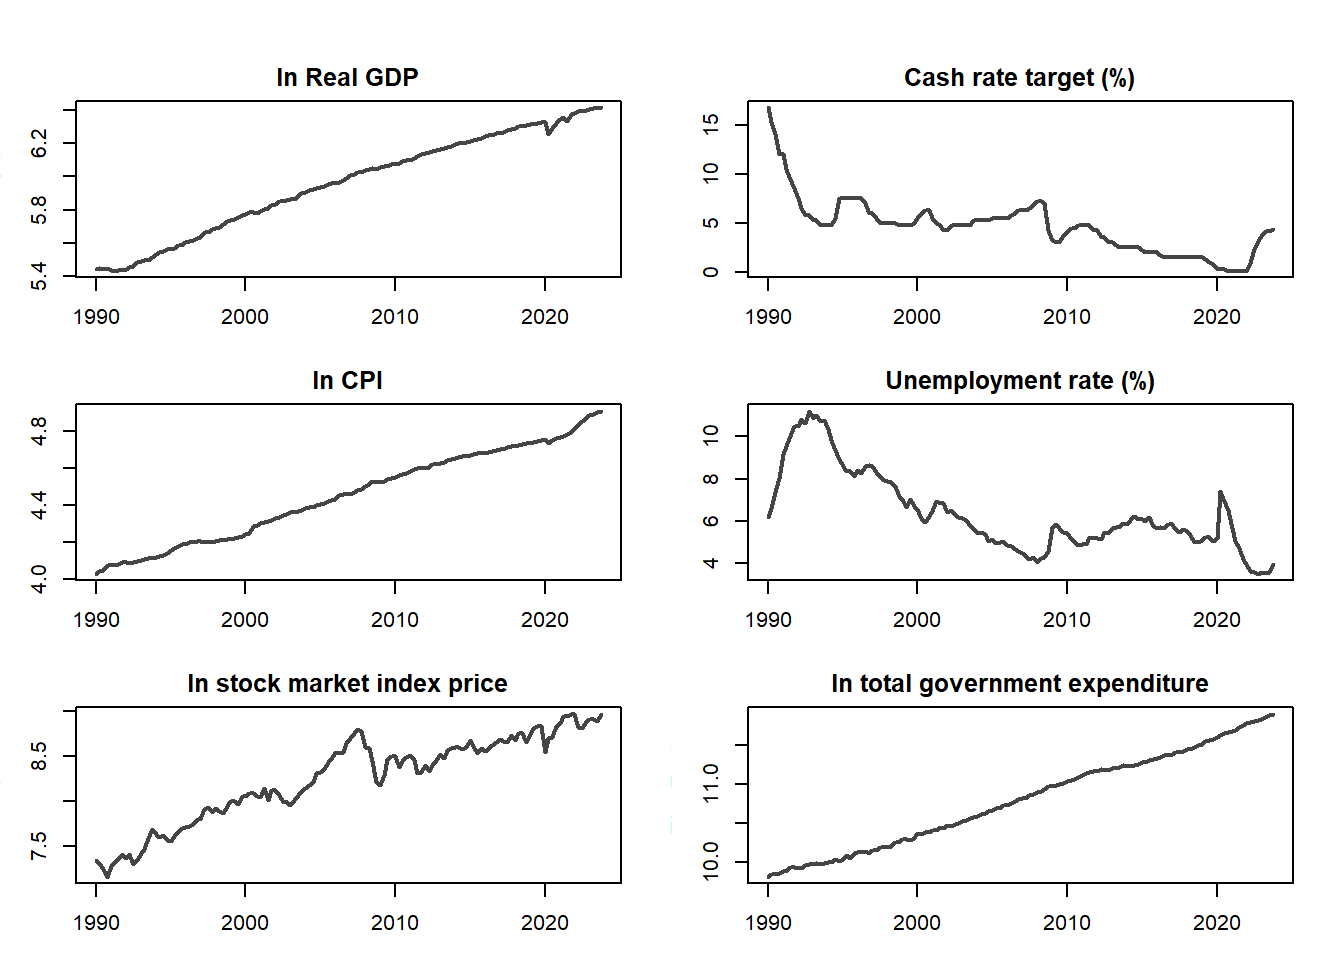 ln Real GDP
5.4 5.8 6.2
1990 2000 2010 2020
Cash rate target (%)
0 5 10 15
1990 2000 2010 2020
ln CPI
4.0 4.4 4.8
1990 2000 2010 2020
Unemployment rate (%)
4 6 8 10
1990 2000 2010 2020
ln stock market index price
7.5 8.5
1990 2000 2010 2020
ln total government expenditure
10.0 11.0
1990 2000 2010 2020